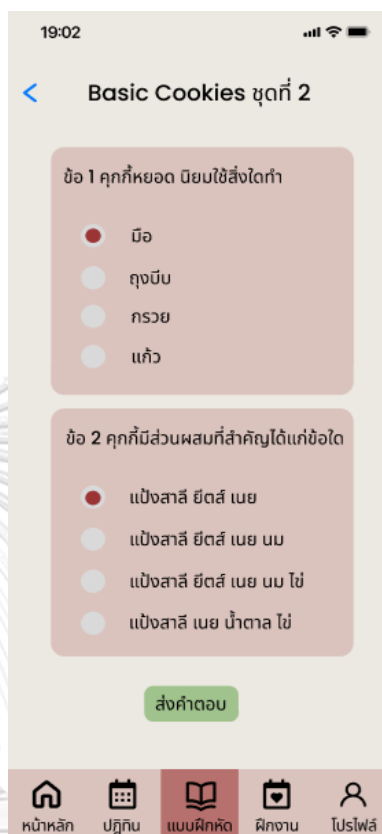 19:02
Basic Cookies ชุดที่ 2
ข้อ 1 คุกกี้หยอด นิยมใช้สิ่งใดทำ
มือ
ถุงบีบ
กรวย
แก้ว
ข้อ 2 คุกกี้มีส่วนผสมที่สำคัญได้แก่ข้อใด
แป้งสาลี ยีตส์ เนย
แป้งสาลี ยีตส์ เนย นม
แป้งสาลี ยีตส์ เนย นม ไข่
แป้งสาลี เนย น้ำตาล ไข่
ส่งคำตอบ
หน้าหลัก ปฏิทิน แบบฝึกหัด ฝึกงาน โปรไฟล์